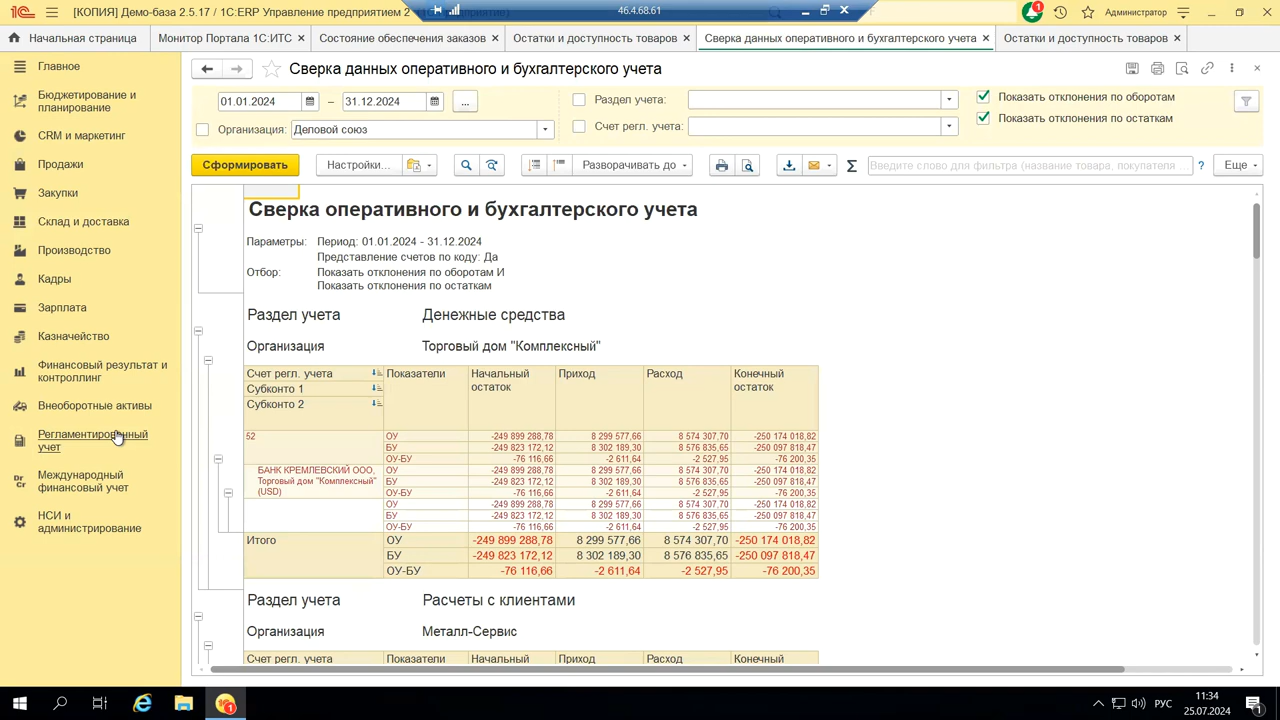 [КОПИЯ] Демо-база 2.5.17 / 1С:ERP Управление предприятием 2
46.4.68.61
Администратор
Начальная страница
Монитор Портала 1С:ИТС
Состояние обеспечения заказов
Остатки и доступность товаров
Сверка данных оперативного и бухгалтерского учета
Остатки и доступность товаров
Главное
Бюджетирование и
планирование
CRM и маркетинг
Продажи
Закупки
Склад и доставка
Производство
Кадры
Зарплата
Казначейство
Финансовый результат и
контроллинг
Внеоборотные активы
Регламентированный
учет
Международный
финансовый учет
НСИ и
администрирование
Сверка данных оперативного и бухгалтерского учета
01.01.2024 – 31.12.2024 ...
Раздел учета:
Показать отклонения по оборотам
Организация: Деловой союз
Счет регл. учета:
Показать отклонения по остаткам
Сформировать Настройки... Разворачивать до Σ Введите слово для фильтра (название товара, покупателя ? Еще
Сверка оперативного и бухгалтерского учета
Параметры: Период: 01.01.2024 - 31.12.2024
Представление счетов по коду: Да
Отбор: Показать отклонения по оборотам И
Показать отклонения по остаткам
Раздел учета Денежные средства
Организация Торговый дом "Комплексный"
Счет регл. учета Показатели Начальный остаток Приход Расход Конечный остаток
Субконто 1
Субконто 2
52 ОУ -249 899 288,78 8 299 577,66 8 574 307,70 -250 174 018,82
БУ -249 823 172,12 8 302 189,30 8 576 835,65 -250 097 818,47
ОУ-БУ -76 116,66 -2 611,64 -2 527,95 -76 200,35
БАНК КРЕМЛЕВСКИЙ ООО, ОУ -249 899 288,78 8 299 577,66 8 574 307,70 -250 174 018,82
Торговый дом "Комплексный" БУ -249 823 172,12 8 302 189,30 8 576 835,65 -250 097 818,47
(USD) ОУ-БУ -76 116,66 -2 611,64 -2 527,95 -76 200,35
ОУ -249 899 288,78 8 299 577,66 8 574 307,70 -250 174 018,82
БУ -249 823 172,12 8 302 189,30 8 576 835,65 -250 097 818,47
ОУ-БУ -76 116,66 -2 611,64 -2 527,95 -76 200,35
Итого ОУ -249 899 288,78 8 299 577,66 8 574 307,70 -250 174 018,82
БУ -249 823 172,12 8 302 189,30 8 576 835,65 -250 097 818,47
ОУ-БУ -76 116,66 -2 611,64 -2 527,95 -76 200,35
Раздел учета Расчеты с клиентами
Организация Металл-Сервис
Счет регл. учета Показатели Начальный Приход Расход Конечный
РУС
11:34
25.07.2024